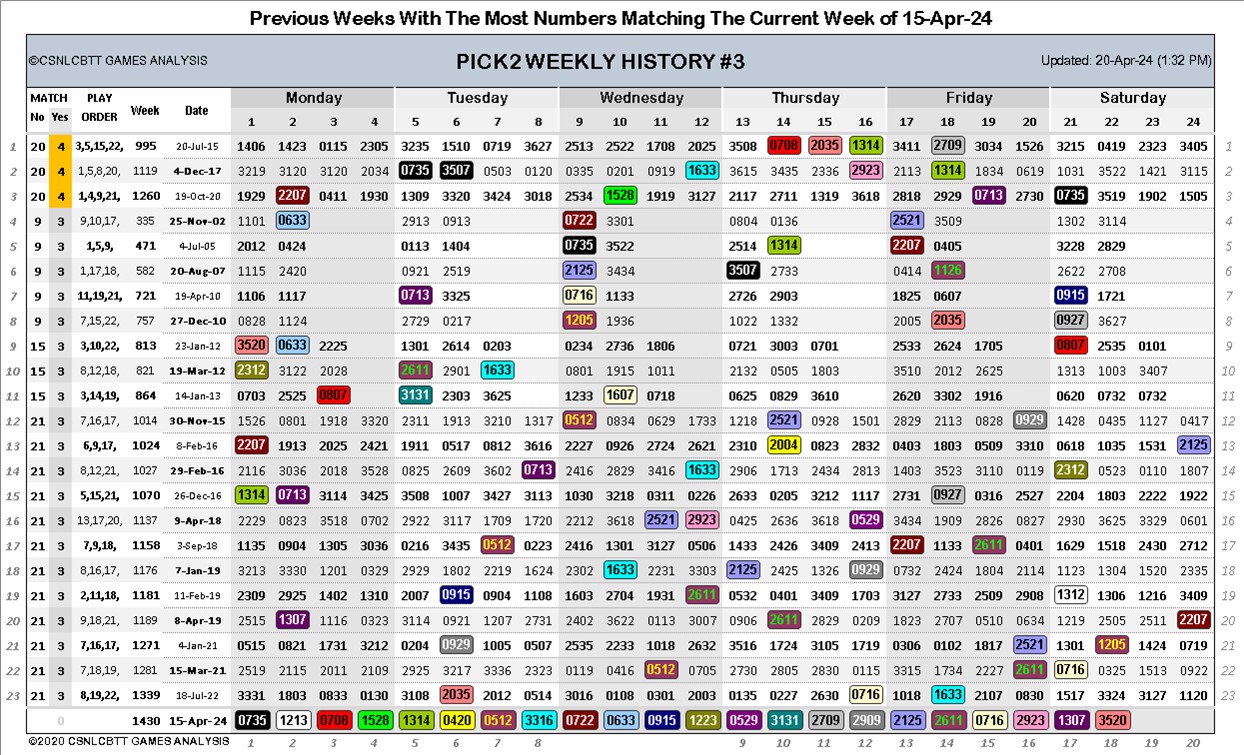 Previous Weeks With The Most Numbers Matching The Current Week of 15-Apr-24
©CSNLCBTT GAMES ANALYSIS PICK2 WEEKLY HISTORY #3 Updated: 20-Apr-24 (1:32 PM)
MATCH PLAY Week Date Monday Tuesday Wednesday Thursday Friday Saturday
No Yes ORDER 1 2 3 4 5 6 7 8 9 10 11 12 13 14 15 16 17 18 19 20 21 22 23 24
1 20 4 3,5,15,22, 995 20-Jul-15 1406 1423 0115 2305 3235 1510 0719 3627 2513 2522 1708 2025 3508 0708 2035 1314 3411 2709 3034 1526 3215 0419 2323 3405 1
2 20 4 1,5,8,20, 1119 4-Dec-17 3219 3120 3120 2034 0735 3507 0503 0120 0335 0201 0919 1633 3615 3435 2336 2923 2113 1314 1834 0619 1031 3522 1421 3115 2
3 20 4 1,4,9,21, 1260 19-Oct-20 1929 2207 0411 1930 1309 3320 3424 3018 2534 1528 1919 3127 2117 2711 1319 3618 2818 2929 0713 2730 0735 3519 1902 1505 3
4 9 3 9,10,17, 335 25-Nov-02 1101 0633 2913 0913 0722 3301 0804 0136 2521 3509 1302 3114 4
5 9 3 1,5,9, 471 4-Jul-05 2012 0424 0113 1404 0735 3522 2514 1314 2207 0405 3228 2829 5
6 9 3 1,17,18, 582 20-Aug-07 1115 2420 0921 2519 2125 3434 3507 2733 0414 1126 2622 2708 6
7 9 3 11,19,21, 721 19-Apr-10 1106 1117 0713 3325 0716 1133 2726 2903 1825 0607 0915 1721 7
8 9 3 7,15,22, 757 27-Dec-10 0828 1124 2729 0217 1205 1936 1022 1332 2005 2035 0927 3627 8
9 15 3 3,10,22, 813 23-Jan-12 3520 0633 2225 1301 2614 0203 0234 2736 1806 0721 3003 0701 2533 2624 1705 0807 2535 0101 9
10 15 3 8,12,18, 821 19-Mar-12 2312 3122 2028 2611 2901 1633 0801 1915 1011 2132 0505 1803 3510 2012 2625 1313 1003 3407 10
11 15 3 3,14,19, 864 14-Jan-13 0703 2525 0807 3131 2303 3625 1233 1607 0718 0625 0829 3610 2620 3302 1916 0620 0732 0732 11
12 21 3 7,16,17, 1014 30-Nov-15 1526 0801 1918 3320 2311 1913 3210 1317 0512 0834 0629 1733 1218 2521 0928 1501 2829 2113 0828 0929 1428 0435 1127 0417 12
13 21 3 6,9,17, 1024 8-Feb-16 2207 1913 2025 2421 1911 0517 0812 3616 2227 0926 2724 2621 2310 2004 0823 2832 0403 1803 0509 3310 0618 1035 1531 2125 13
14 21 3 8,12,21, 1027 29-Feb-16 2116 3036 2018 3528 0825 2609 3602 0713 2416 2829 3416 1633 2906 1713 2434 2813 1403 3523 3110 0119 2312 0523 0110 1807 14
15 21 3 5,15,21, 1070 26-Dec-16 1314 0713 3114 3425 3508 1007 3427 3113 1030 3218 0311 0226 2633 0205 3212 1117 2731 0927 0316 2527 2204 1803 2222 1922 15
16 21 3 13,17,20, 1137 9-Apr-18 2229 0823 3518 0702 2922 3117 1709 1720 2212 3618 2521 2923 0425 2636 3618 0529 3434 1909 2826 0827 2930 3625 3329 0601 16
17 21 3 7,9,18, 1158 3-Sep-18 1135 0904 1305 3036 0216 3435 0512 0223 2416 1301 3127 0506 1433 2426 3409 2413 2207 1133 2611 0401 1629 1518 2430 2712 17
18 21 3 8,16,17, 1176 7-Jan-19 3213 3330 1201 0329 2929 1802 2219 1624 2302 1633 2231 3303 2125 2425 1326 0929 0732 2424 1804 2114 1123 1304 1520 2335 18
19 21 3 2,11,18, 1181 11-Feb-19 2309 2925 1402 1310 2007 0915 0904 1108 1603 2704 1931 2611 0532 0401 3409 1703 3127 2733 2509 2908 1312 1306 1216 3409 19
20 21 3 9,18,21, 1189 8-Apr-19 2515 1307 1116 0323 3114 0921 1207 2731 2402 3622 0113 3007 0906 2611 2829 0209 1823 2707 0510 0634 1219 2505 2511 2207 20
21 21 3 7,16,17, 1271 4-Jan-21 0515 0821 1731 3212 0204 0929 1005 0507 2535 2233 1018 2632 3516 1724 3105 1719 0306 0102 1817 2521 1301 1205 1424 0719 21
22 21 3 7,18,19, 1281 15-Mar-21 2519 2115 1201 2109 2925 3217 3336 2323 0119 0416 0512 0705 2730 2805 2830 0115 3315 1734 2227 2611 0716 0325 1513 0922 22
23 21 3 8,19,22, 1339 18-Jul-22 3331 1803 0833 0130 3108 2035 2012 0514 3016 0108 0301 2003 0135 0227 2630 0716 1018 1633 2107 0830 1517 3324 3127 1120 23
0 1430 15-Apr-24 0735 1213 0708 1528 1314 0420 0512 3316 0722 0633 0915 1223 0529 3131 2709 2909 2125 2611 0716 2923 1307 3520
©2020 CSNLCBTT GAMES ANALYSIS 1 2 3 4 5 6 7 8 9 10 11 12 13 14 15 16 17 18 20